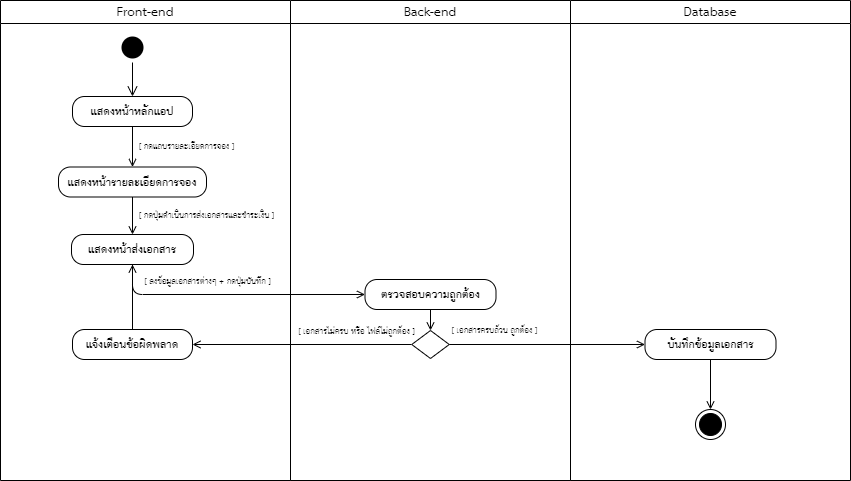 Front-end
Back-end
Database
แสดงหน้าหลักแอป
[ กดแถบรายละเอียดการจอง ]
แสดงหน้ารายละเอียดการจอง
[ กดปุ่มดำเนินการส่งเอกสารและชำระเงิน ]
แสดงหน้าส่งเอกสาร
[ ลงข้อมูลเอกสารต่างๆ + กดปุ่มบันทึก ]
ตรวจสอบความถูกต้อง
[ เอกสารไม่ครบ หรือ ไฟล์ไม่ถูกต้อง ]
[ เอกสารครบถ้วน ถูกต้อง ]
แจ้งเตือนข้อผิดพลาด
บันทึกข้อมูลเอกสาร